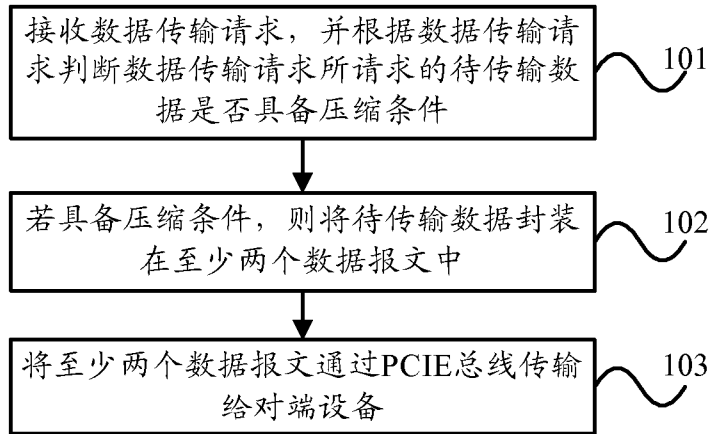 接收数据传输请求，并根据数据传输请
求判断数据传输请求所请求的待传输数
据是否具备压缩条件
101
若具备压缩条件，则将待传输数据封装
在至少两个数据报文中
102
将至少两个数据报文通过PCIE总线传输
给对端设备
103